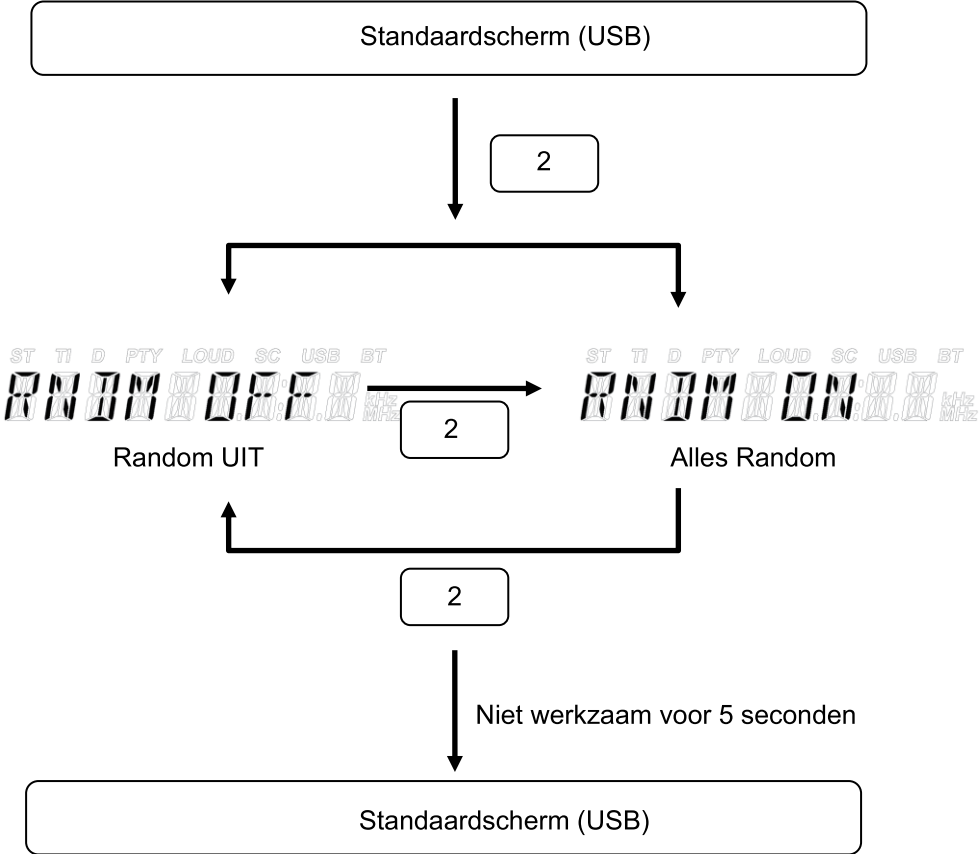 Standaardscherm (USB)
2
ST TI D PTY LOUD SC USB BT
RNDM OFF kHz MHz
ST TI D PTY LOUD SC USB BT
RNDM ON kHz MHz
2
Random UIT
Alles Random
2
Niet werkzaam voor 5 seconden
Standaardscherm (USB)